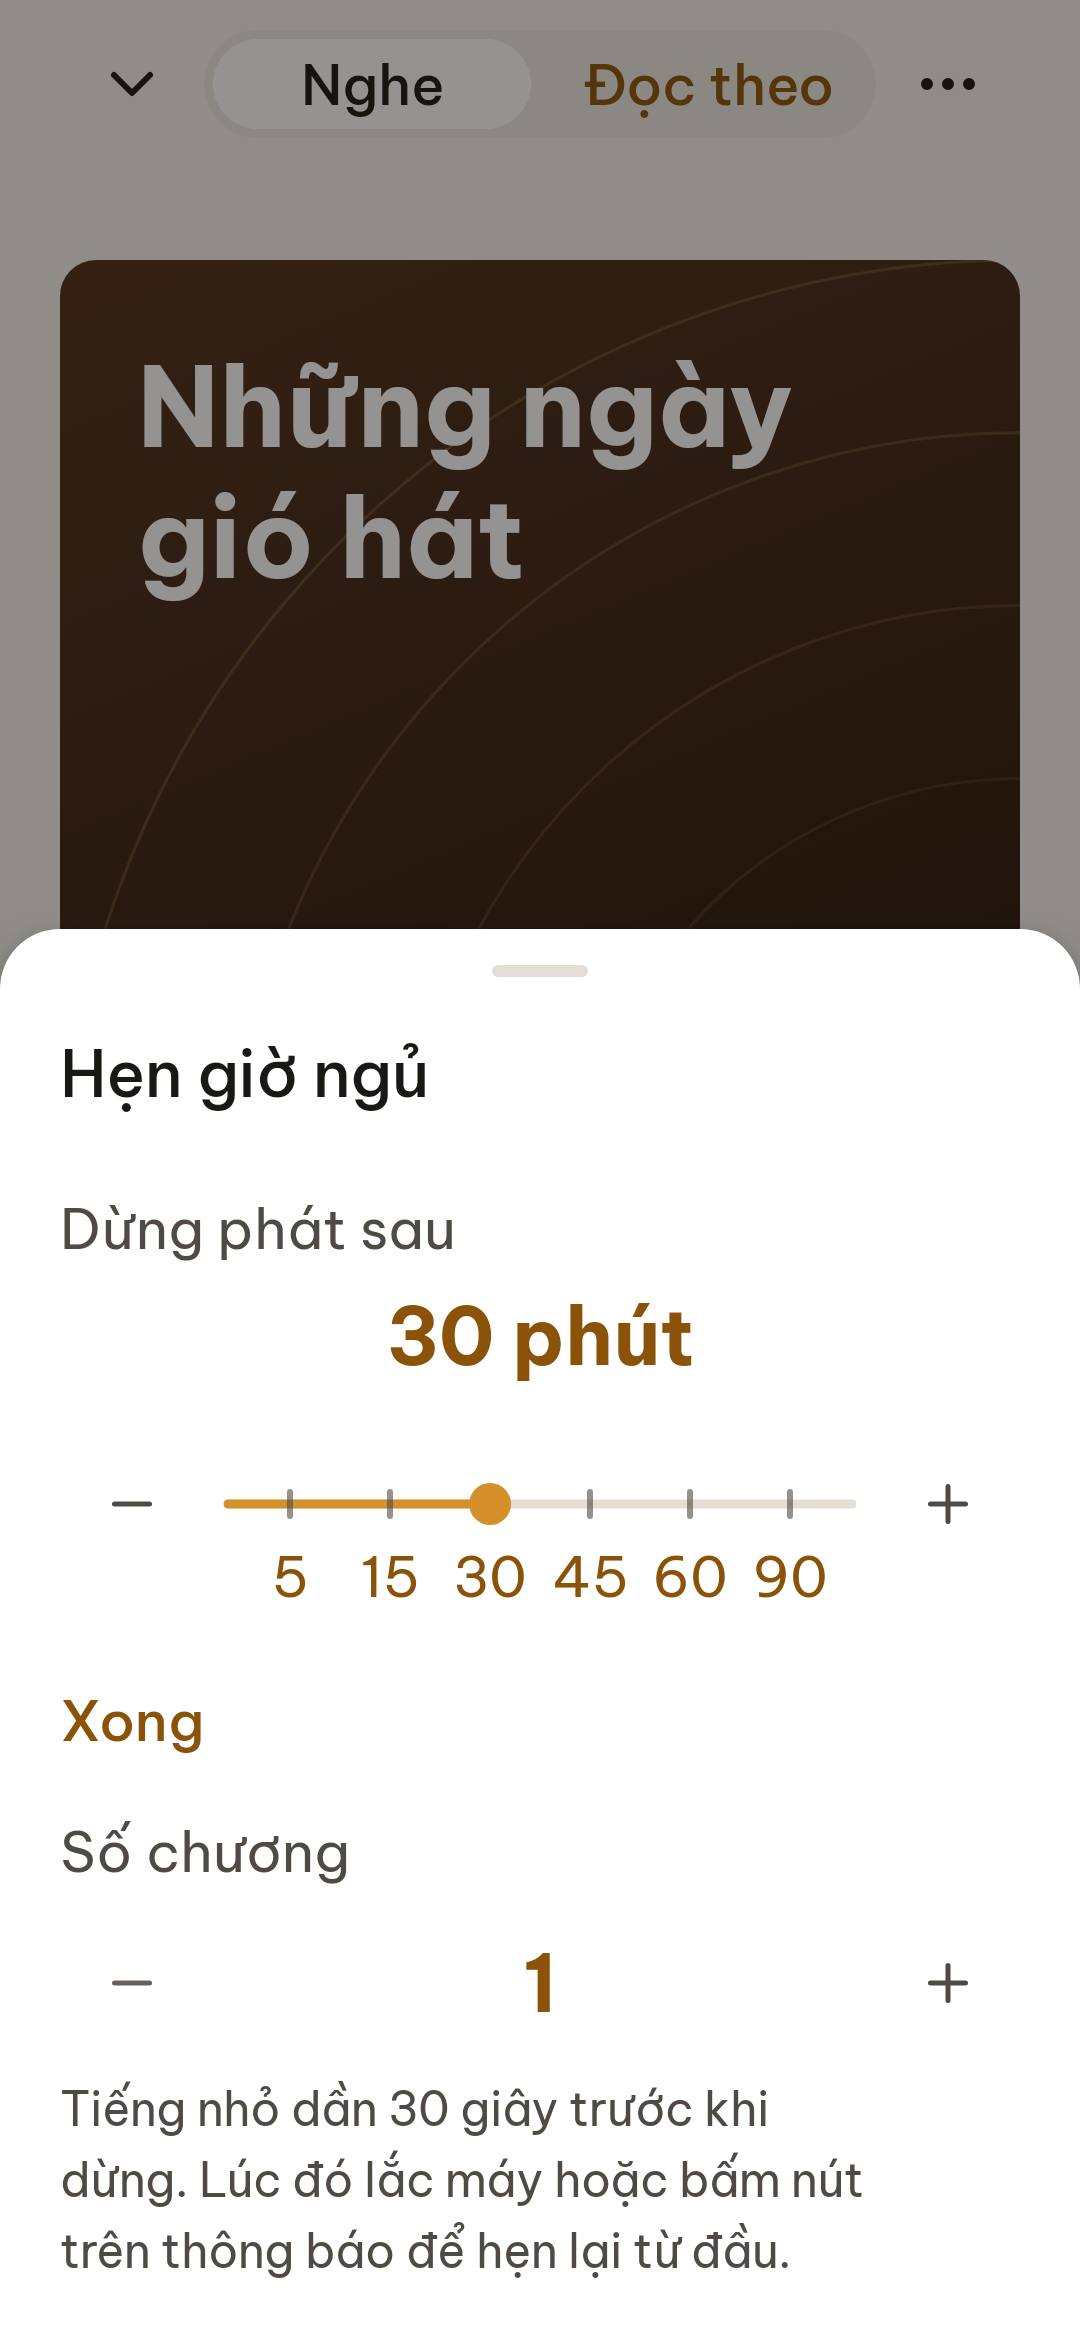 Nghe
Đọc theo
Những ngày
gió hát
Hẹn giờ ngủ
Dừng phát sau
30 phút
5 15 30 45 60 90
Xong
Số chương
1
Tiếng nhỏ dần 30 giây trước khi
dừng. Lúc đó lắc máy hoặc bấm nút
trên thông báo để hẹn lại từ đầu.